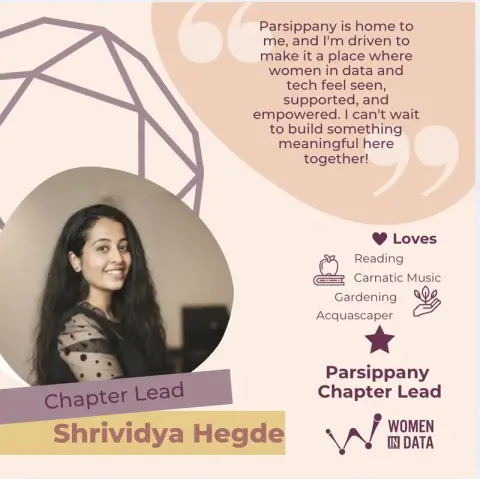 Parsippany is home to
me, and I'm driven to
make it a place where
women in data and
tech feel seen,
supported, and
empowered. I can't wait
to build something
meaningful here
together!
Loves
Reading
Carnatic Music
Gardening
Acquascaper
Parsippany
Chapter Lead
Chapter Lead
Shrividya Hegde
WOMEN
IN DATA